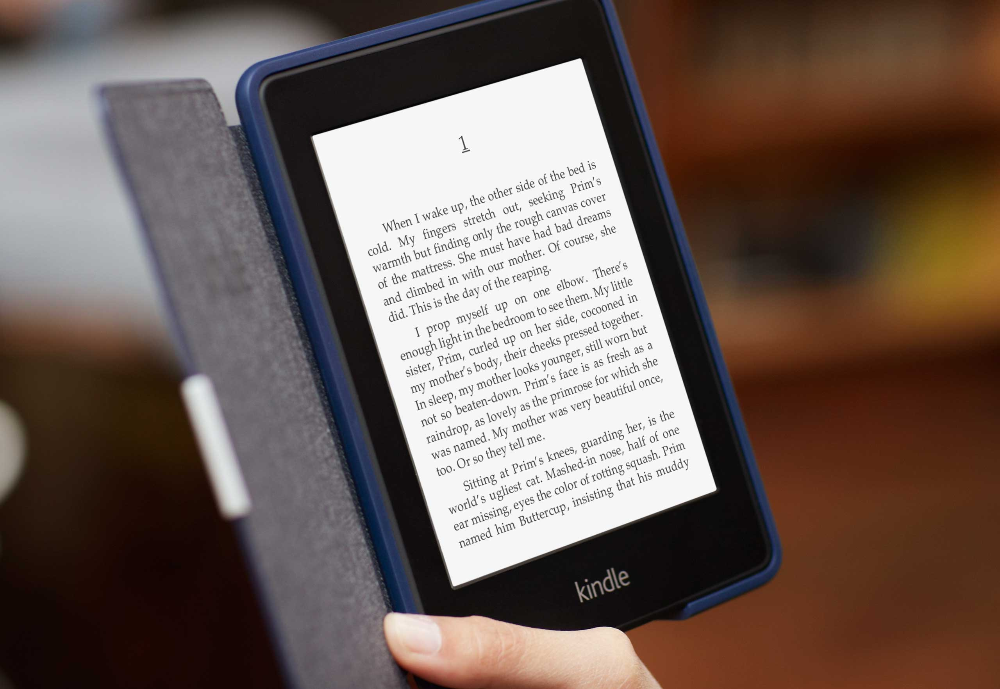 1
When I wake up, the other side of the bed is
cold. My fingers stretch out, seeking Prim's
warmth but finding only the rough canvas cover
of the mattress. She must have had bad dreams
and climbed in with our mother. Of course, she
did. This is the day of the reaping.
I prop myself up on one elbow. There's
enough light in the bedroom to see them. My little
sister, Prim, curled up on her side, cocooned in
my mother's body, their cheeks pressed together.
In sleep, my mother looks younger, still worn but
not so beaten-down. Prim's face is as fresh as a
raindrop, as lovely as the primrose for which she
was named. My mother was very beautiful once,
too. Or so they tell me.
Sitting at Prim's knees, guarding her, is the
world's ugliest cat. Mashed-in nose, half of one
ear missing, eyes the color of rotting squash. Prim
named him Buttercup, insisting that his muddy
kindle